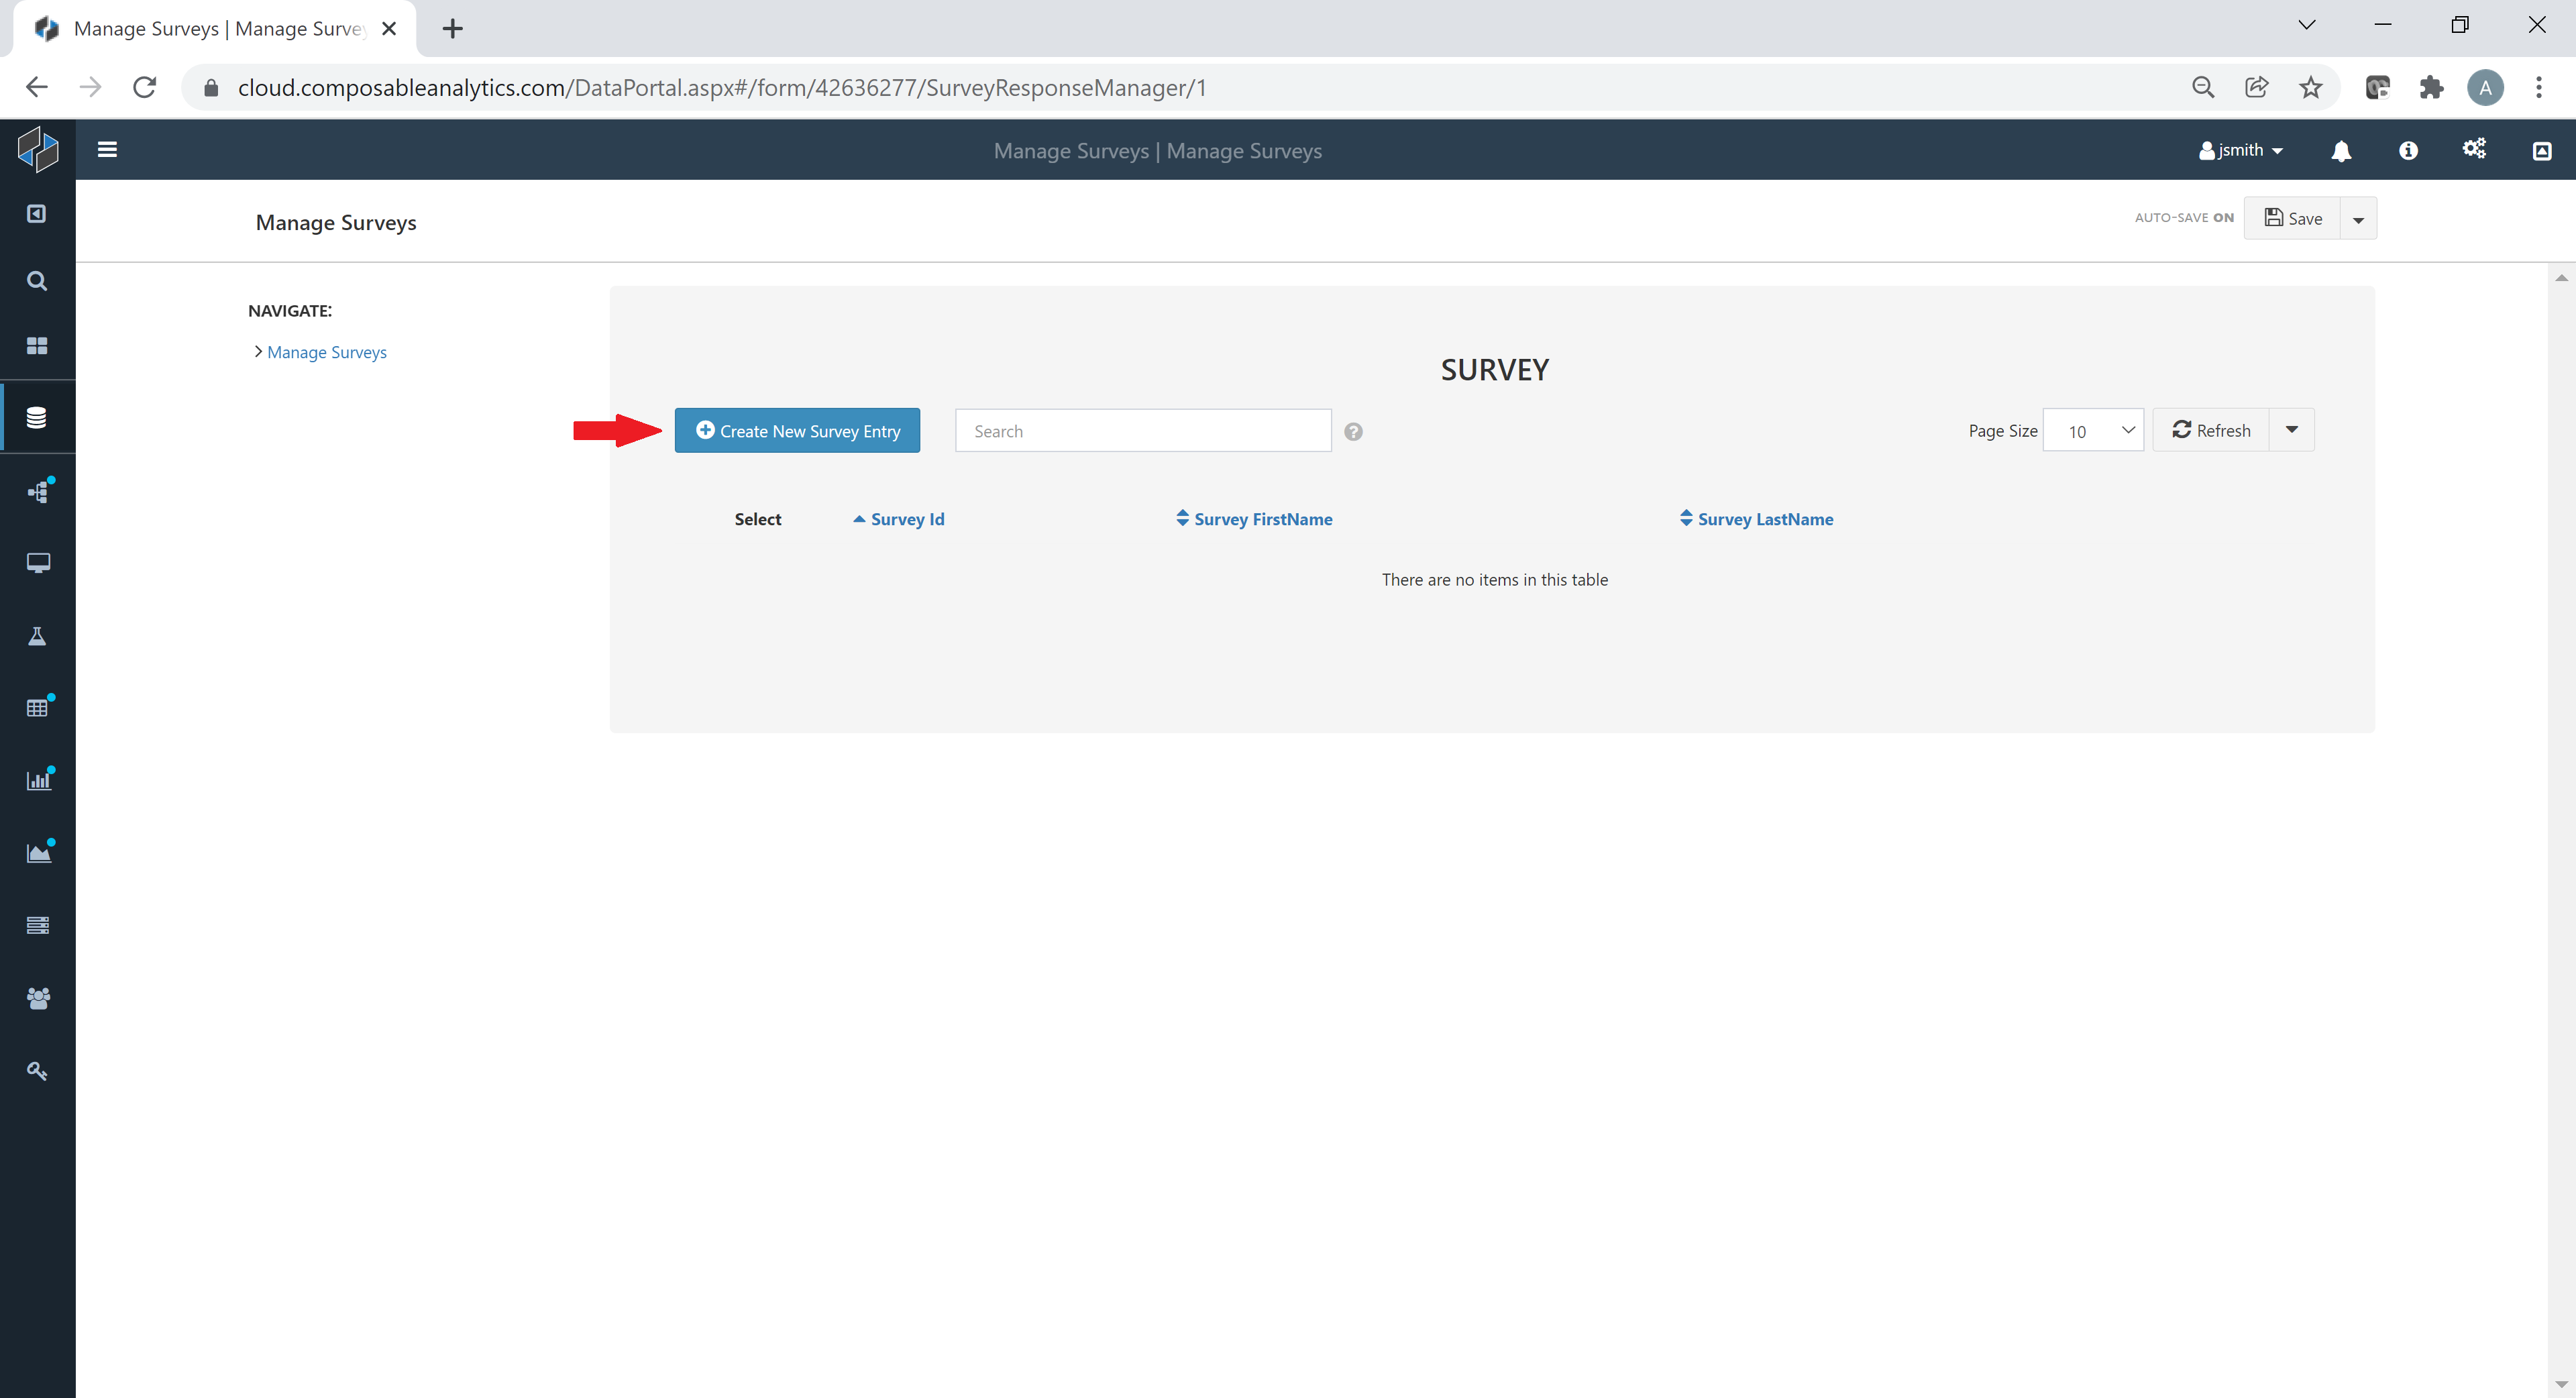 Manage Surveys | Manage Surve
cloud.composableanalytics.com/DataPortal.aspx#/form/42636277/SurveyResponseManager/1
A
Manage Surveys | Manage Surveys
jsmith
Manage Surveys
AUTO-SAVE ON
Save
NAVIGATE:
Manage Surveys
SURVEY
Create New Survey Entry
Search
Page Size
10
Refresh
Select
Survey Id
Survey FirstName
Survey LastName
There are no items in this table